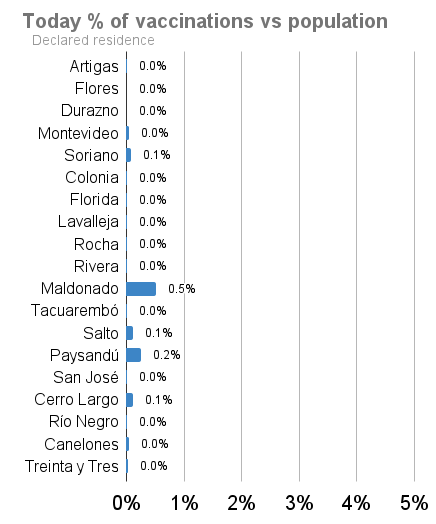 Today % of vaccinations vs population
Declared residence
Artigas 0.0%
Flores 0.0%
Durazno 0.0%
Montevideo 0.0%
Soriano 0.1%
Colonia 0.0%
Florida 0.0%
Lavalleja 0.0%
Rocha 0.0%
Rivera 0.0%
Maldonado 0.5%
Tacuarembó 0.0%
Salto 0.1%
Paysandú 0.2%
San José 0.0%
Cerro Largo 0.1%
Río Negro 0.0%
Canelones 0.0%
Treinta y Tres 0.0%
0% 1% 2% 3% 4% 5%